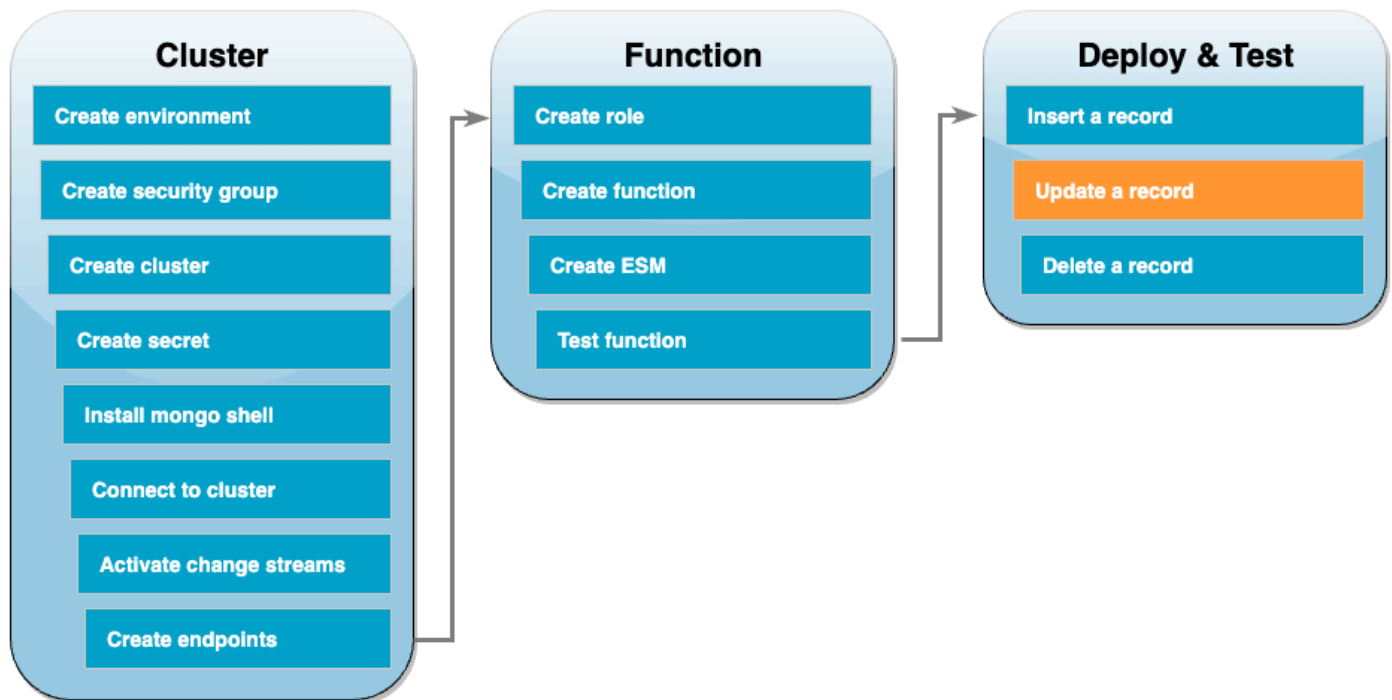 Cluster
Create environment
Create security group
Create cluster
Create secret
Install mongo shell
Connect to cluster
Activate change streams
Create endpoints
Function
Create role
Create function
Create ESM
Test function
Deploy & Test
Insert a record
Update a record
Delete a record